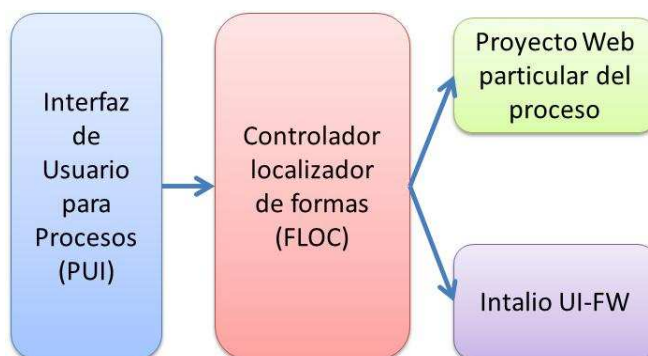 Interfaz
de
Usuario
para
Procesos
(PUI)
Controlador
localizador
de formas
(FLOC)
Proyecto Web
particular del
proceso
Intalio UI-FW